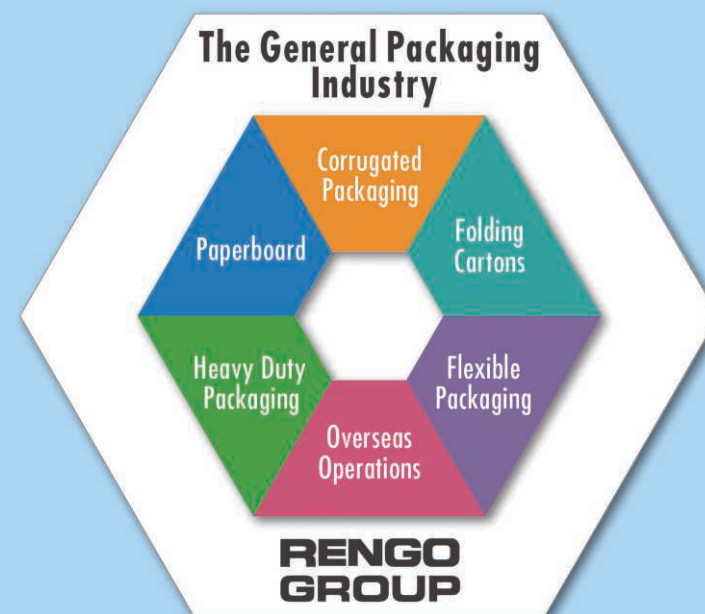 The General Packaging
Industry
Corrugated
Packaging
Folding
Cartons
Paperboard
Heavy Duty
Packaging
Flexible
Packaging
Overseas
Operations
RENGO
GROUP